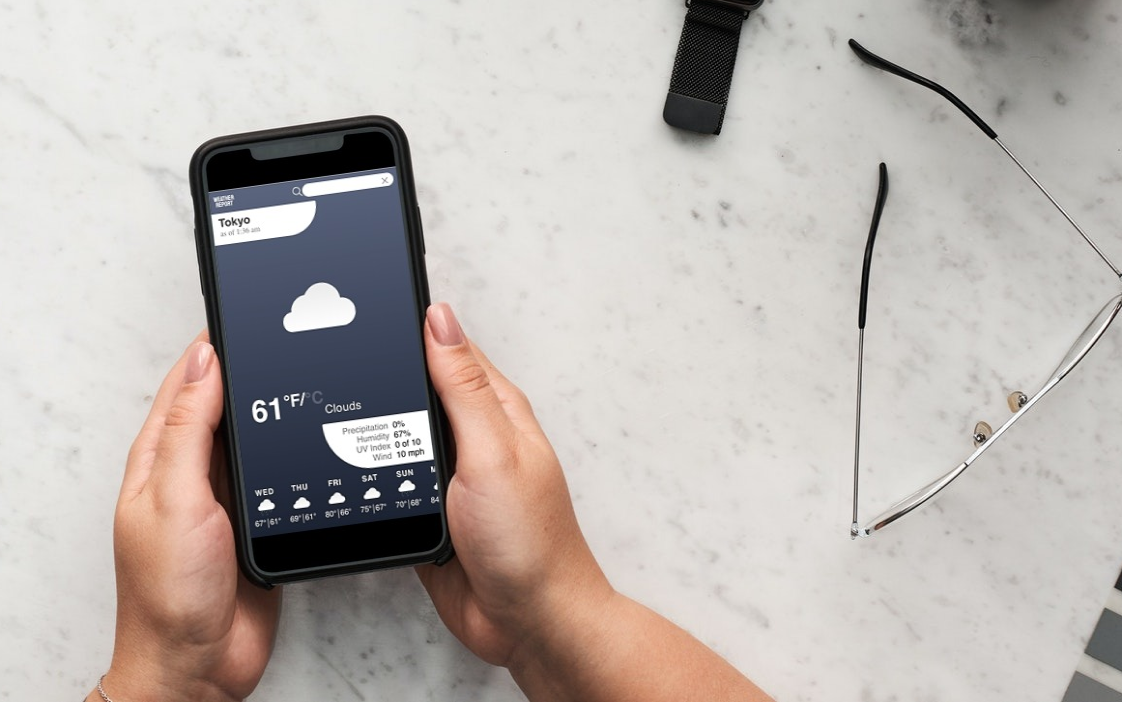 WEATHER
REPORT
Tokyo
as of 1:36 am
61°F/°C
Clouds
Precipitation 0%
Humidity 67%
UV Index 0 of 10
Wind 10 mph
WED THU FRI SAT SUN M
67°|61° 69°|61° 80°|66° 75°|67° 70°|68° 84